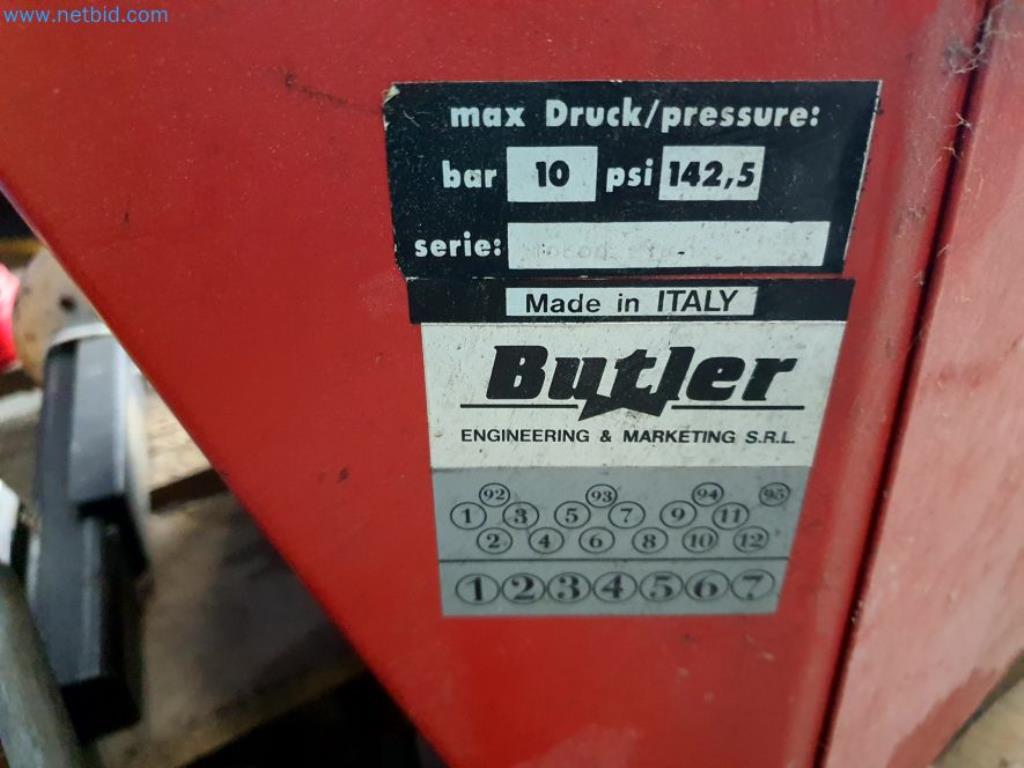 www.netbid.com
max Druck/pressure:
bar 10 psi 142,5
serie:
Made in ITALY
Butler
ENGINEERING & MARKETING S.R.L.
92 93 94 95
1 3 5 7 9 11
2 4 6 8 10 12
1 2 3 4 5 6 7